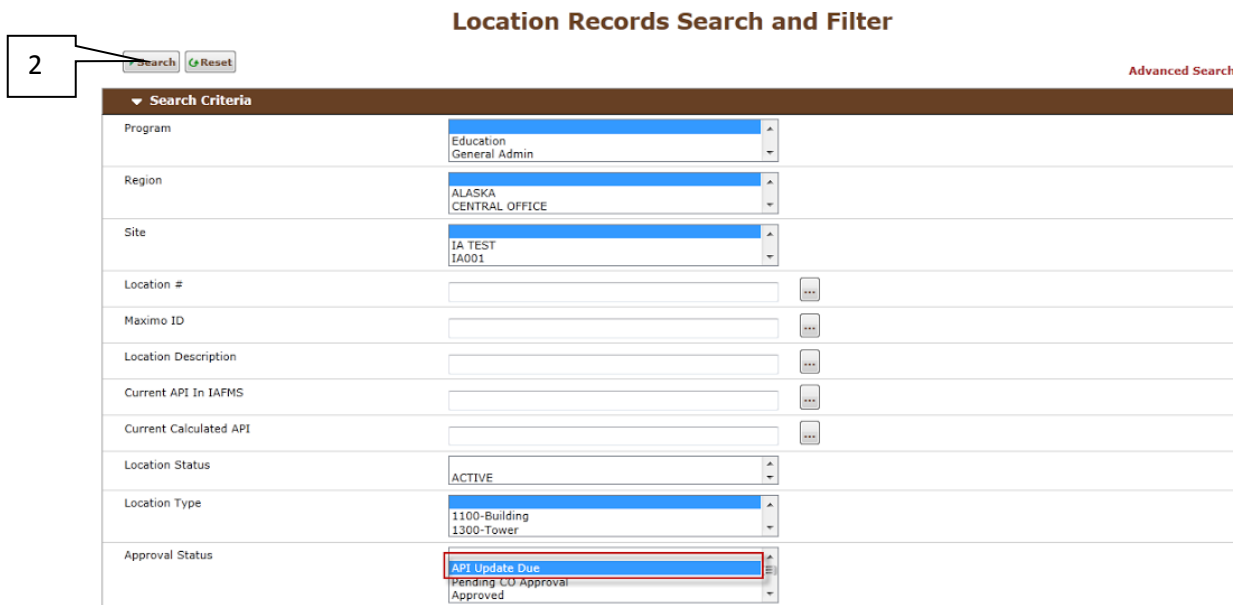 Location Records Search and Filter
2
Search Reset
Advanced Search
Search Criteria
Program
Education
General Admin
Region
ALASKA
CENTRAL OFFICE
Site
IA TEST
IA001
Location #
...
Maximo ID
...
Location Description
...
Current API In IAFMS
...
Current Calculated API
...
Location Status
ACTIVE
Location Type
1100-Building
1300-Tower
Approval Status
API Update Due
Pending CO Approval
Approved